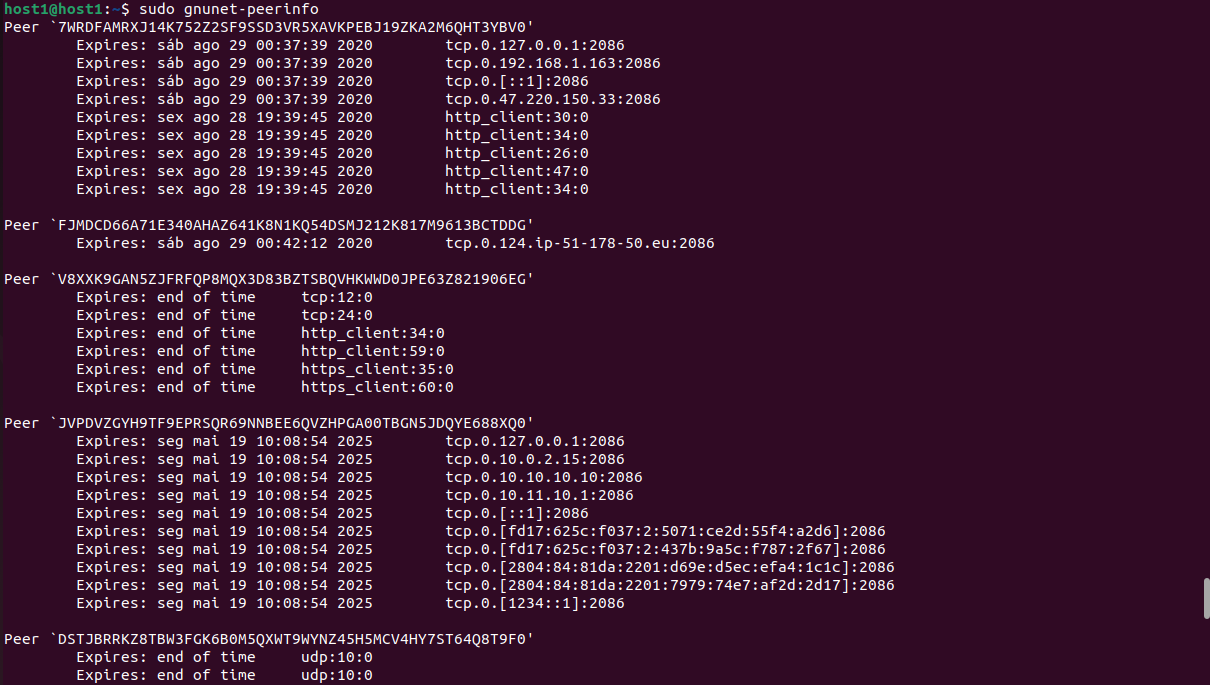 host1@host1:~$ sudo gnunet-peerinfo
Peer `7WRDFAMRXJ14K752Z2SF9SSD3VR5XAVKPEBJ19ZKA2M6QHT3YBV0'
Expires: sáb ago 29 00:37:39 2020 tcp.0.127.0.0.1:2086
Expires: sáb ago 29 00:37:39 2020 tcp.0.192.168.1.163:2086
Expires: sáb ago 29 00:37:39 2020 tcp.0.[::1]:2086
Expires: sáb ago 29 00:37:39 2020 tcp.0.47.220.150.33:2086
Expires: sex ago 28 19:39:45 2020 http_client:30:0
Expires: sex ago 28 19:39:45 2020 http_client:34:0
Expires: sex ago 28 19:39:45 2020 http_client:26:0
Expires: sex ago 28 19:39:45 2020 http_client:47:0
Expires: sex ago 28 19:39:45 2020 http_client:34:0
Peer `FJMDCD66A71E340AHAZ641K8N1KQ54DSMJ212K817M9613BCTDDG'
Expires: sáb ago 29 00:42:12 2020 tcp.0.124.ip-51-178-50.eu:2086
Peer `V8XXK9GAN5ZJFRFQP8MQX3D83BZTSBQVHKWWD0JPE63Z821906EG'
Expires: end of time tcp:12:0
Expires: end of time tcp:24:0
Expires: end of time http_client:34:0
Expires: end of time http_client:59:0
Expires: end of time https_client:35:0
Expires: end of time https_client:60:0
Peer `JVPDVZGYH9TF9EPRSQR69NNBEE6QVZHPGA00TBGN5JDQYE688XQ0'
Expires: seg mai 19 10:08:54 2025 tcp.0.127.0.0.1:2086
Expires: seg mai 19 10:08:54 2025 tcp.0.10.0.2.15:2086
Expires: seg mai 19 10:08:54 2025 tcp.0.10.10.10.10:2086
Expires: seg mai 19 10:08:54 2025 tcp.0.10.11.10.1:2086
Expires: seg mai 19 10:08:54 2025 tcp.0.[::1]:2086
Expires: seg mai 19 10:08:54 2025 tcp.0.[fd17:625c:f037:2:5071:ce2d:55f4:a2d6]:2086
Expires: seg mai 19 10:08:54 2025 tcp.0.[fd17:625c:f037:2:437b:9a5c:f787:2f67]:2086
Expires: seg mai 19 10:08:54 2025 tcp.0.[2804:84:81da:2201:d69e:d5ec:efa4:1c1c]:2086
Expires: seg mai 19 10:08:54 2025 tcp.0.[2804:84:81da:2201:7979:74e7:af2d:2d17]:2086
Expires: seg mai 19 10:08:54 2025 tcp.0.[1234::1]:2086
Peer `DSTJBRRKZ8TBW3FGK6B0M5QXWT9WYNZ45H5MCV4HY7ST64Q8T9F0'
Expires: end of time udp:10:0
Expires: end of time udp:10:0